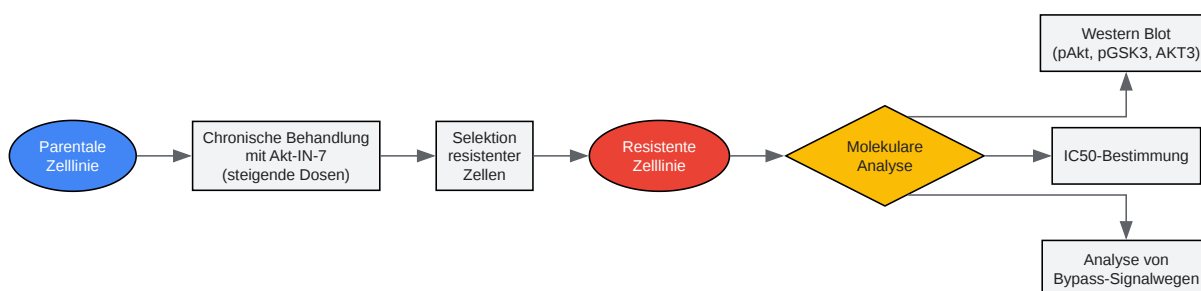 Parentale
Zelllinie
Chronische Behandlung
mit Akt-IN-7
(steigende Dosen)
Selektion
resistenter
Zellen
Resistente
Zelllinie
Molekulare
Analyse
Western Blot
(pAkt, pGSK3, AKT3)
IC50-Bestimmung
Analyse von
Bypass-Signalwegen